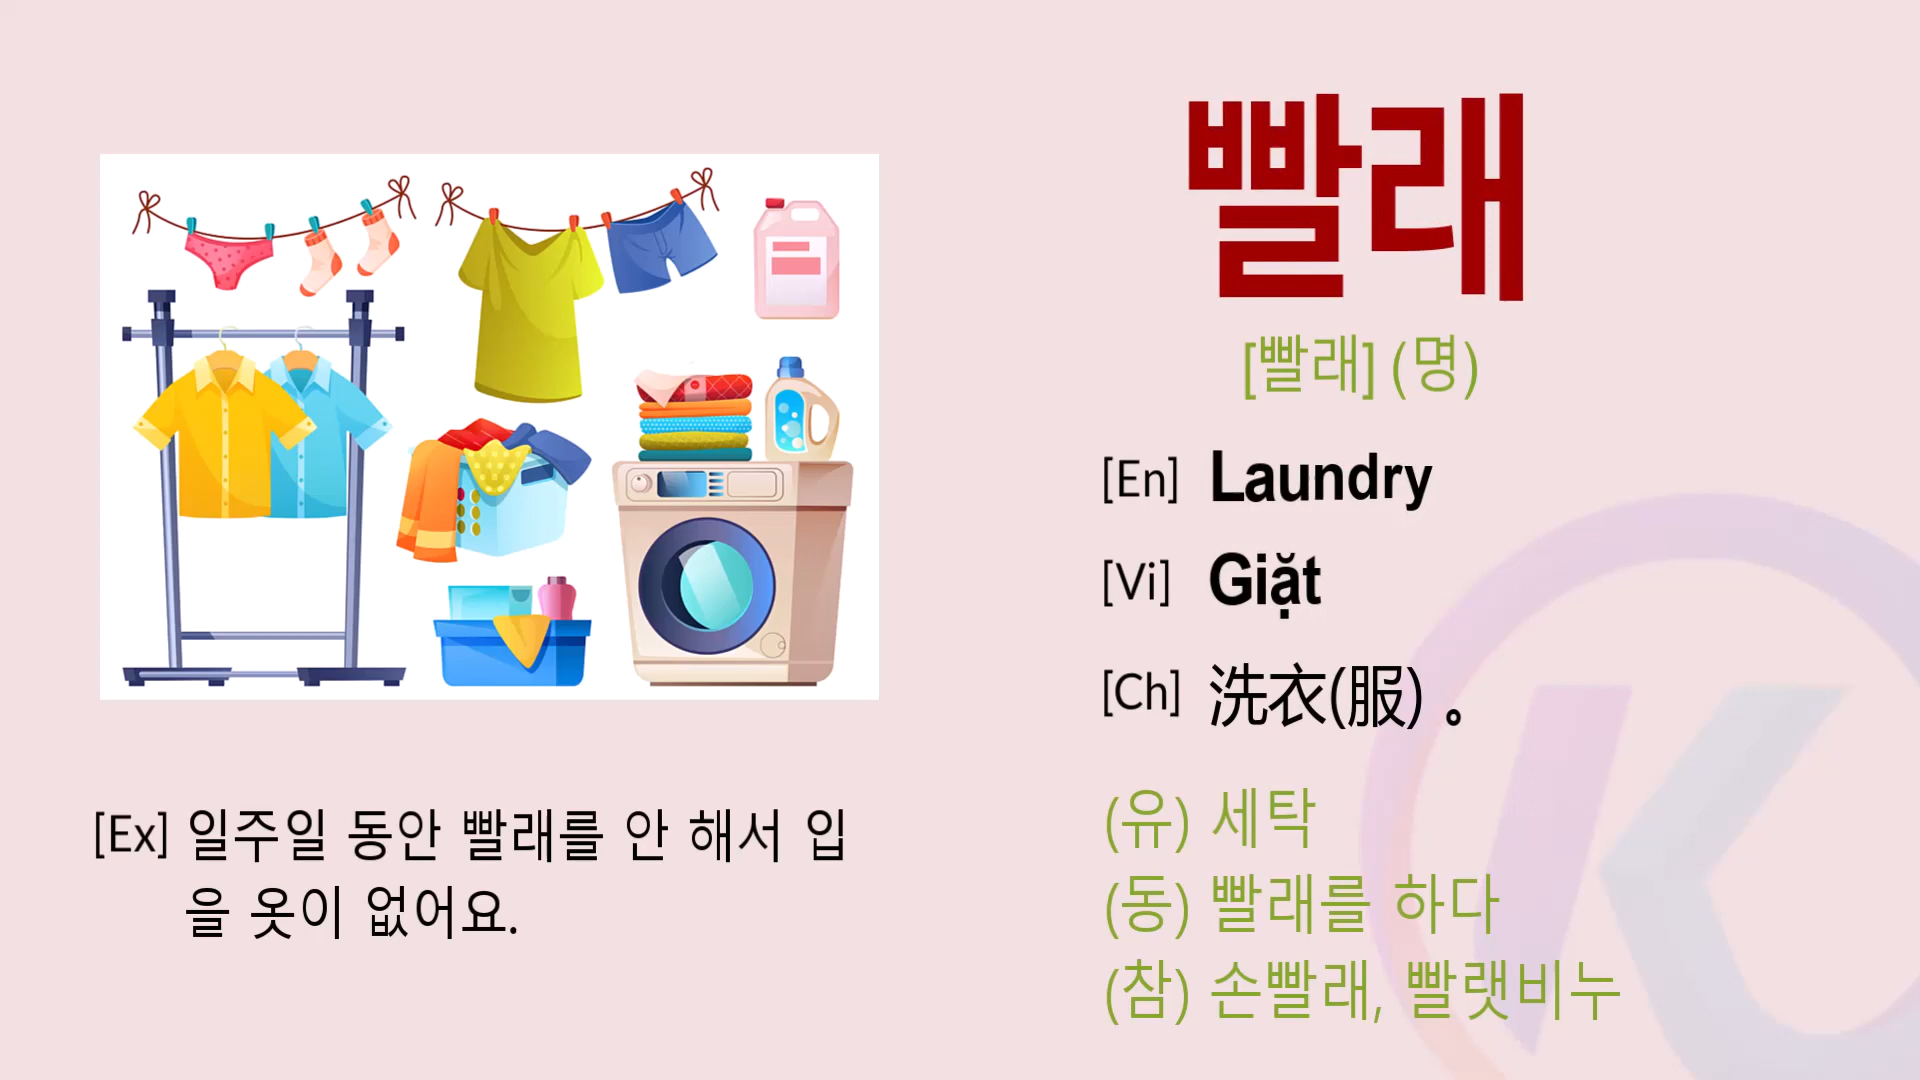 빨래
[빨래] (명)
[En] Laundry
[Vi] Giặt
[Ch] 洗衣(服) 。
(유) 세탁
(동) 빨래를 하다
(참) 손빨래, 빨랫비누
[Ex] 일주일 동안 빨래를 안 해서 입
을 옷이 없어요.
K